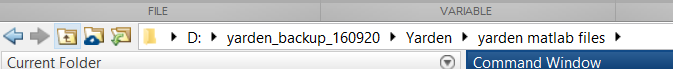 FILE VARIABLE
D: yarden_backup_160920 Yarden yarden matlab files
Current Folder Command Window